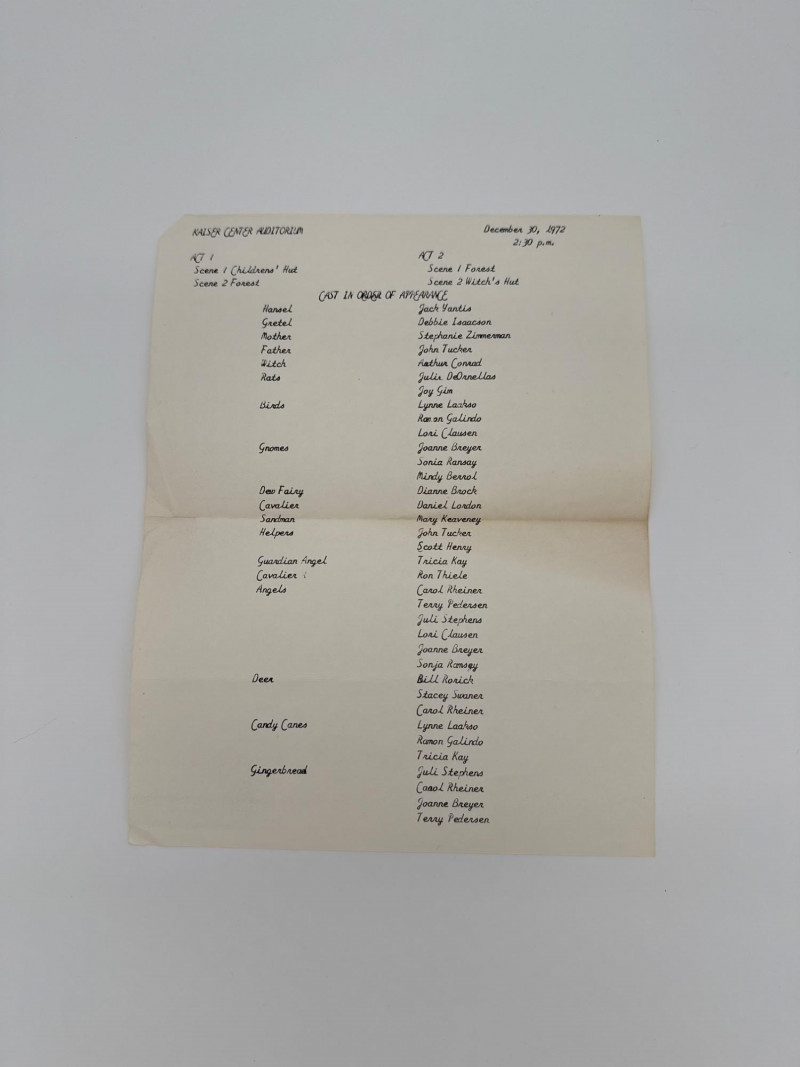 KAISER CENTER AUDITORIUM December 30, 1972
2:30 p.m.
ACT 1 ACT 2
Scene 1 Childrens' Hut Scene 1 Forest
Scene 2 Forest Scene 2 Witch's Hut
CAST IN ORDER OF APPEARANCE
Hansel Jack Yantis
Gretel Debbie Isaacson
Mother Stephanie Zimmerman
Father John Tucker
Witch Arthur Conrad
Rats Julie DeOrnellas
Joy Gim
Birds Lynne Laakso
Ramon Galindo
Lori Clausen
Gnomes Joanne Breyer
Sonia Ransay
Mindy Berrol
Dew Fairy Dianne Broch
Cavalier Daniel London
Sandman Mary Keaveney
Helpers John Tucker
Scott Henry
Guardian Angel Tricia Kay
Cavalier Ron Thiele
Angels Carol Rheiner
Terry Pedersen
Juli Stephens
Lori Clausen
Joanne Breyer
Sonja Ramsey
Deer Bill Rorick
Stacey Swaner
Carol Rheiner
Candy Canes Lynne Laakso
Ramon Galindo
Tricia Kay
Gingerbread Juli Stephens
Carol Rheiner
Joanne Breyer
Terry Pedersen